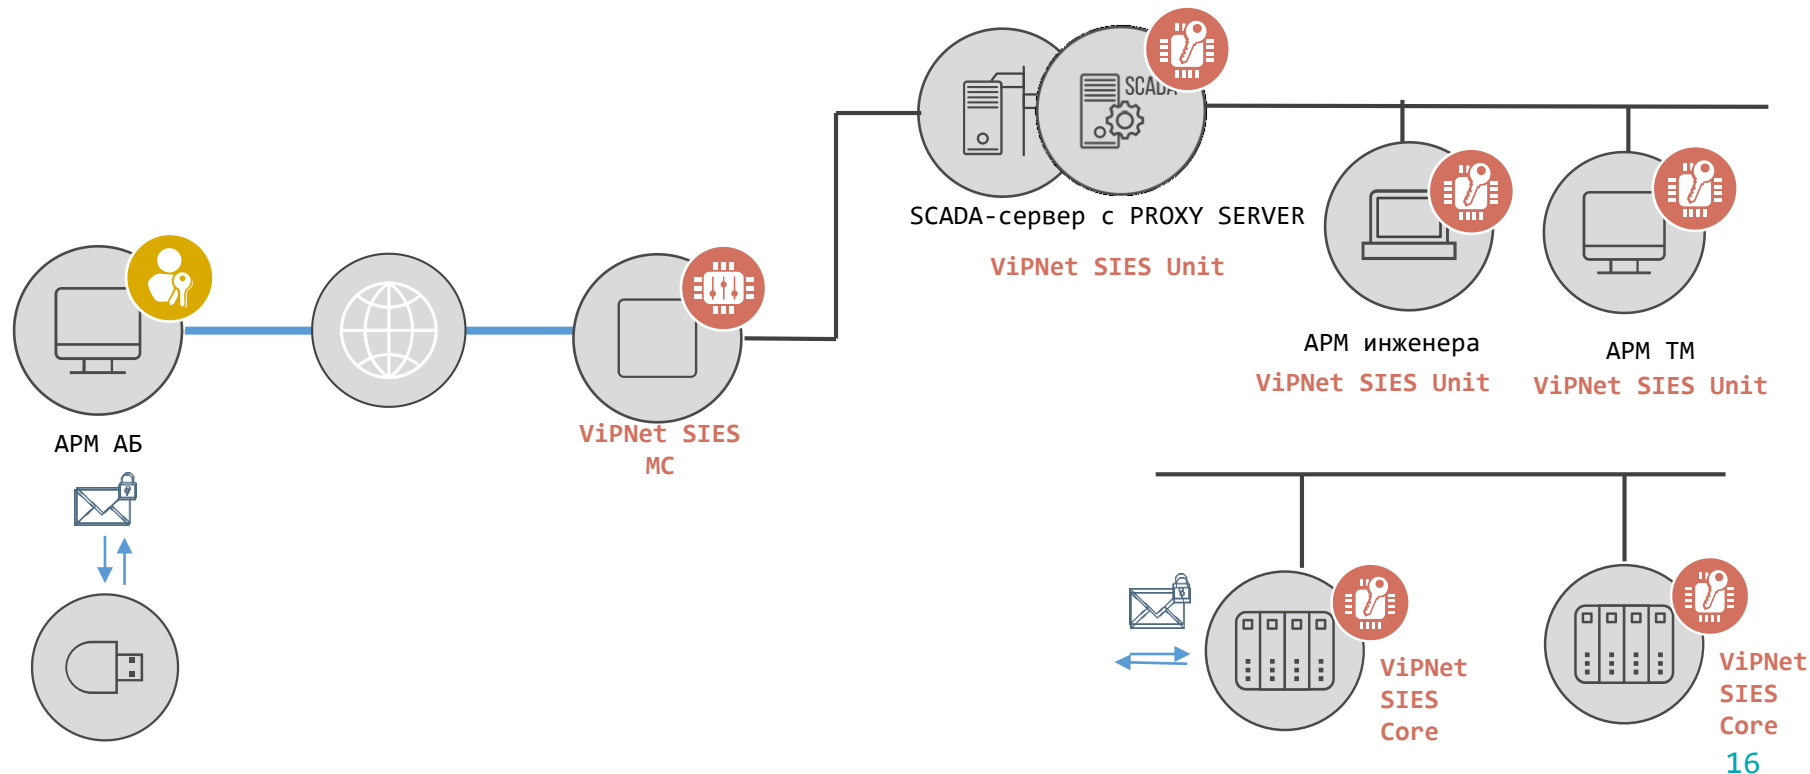 SCADA
SCADA-сервер с PROXY SERVER
ViPNet SIES Unit
АРМ инженера
ViPNet SIES Unit
АРМ ТМ
ViPNet SIES Unit
АРМ АБ
ViPNet SIES
MC
ViPNet
SIES
Core
ViPNet
SIES
Core
16